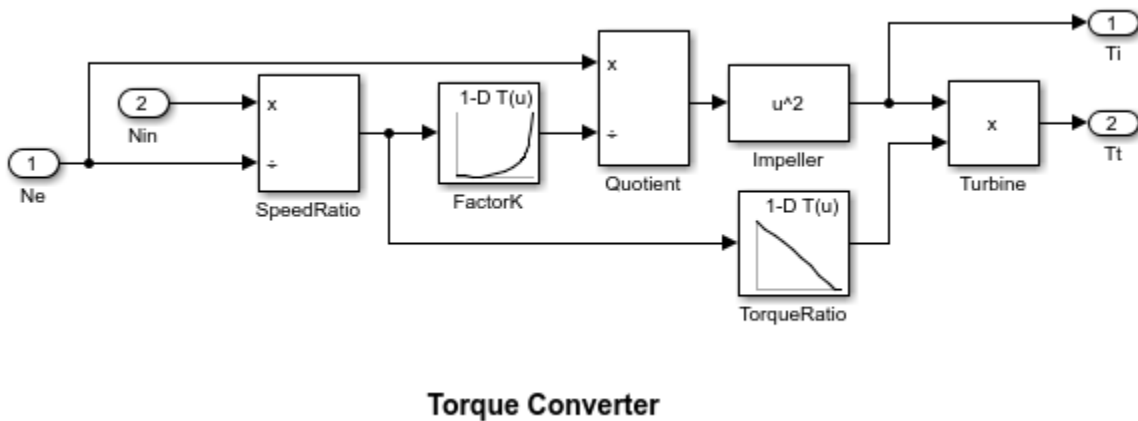 1
Ti
x
1-D T(u)
2
x
u^2
2
Nin
÷
x
Tt
Impeller
1
÷
Quotient
Turbine
Ne
FactorK
SpeedRatio
1-D T(u)
TorqueRatio
Torque Converter